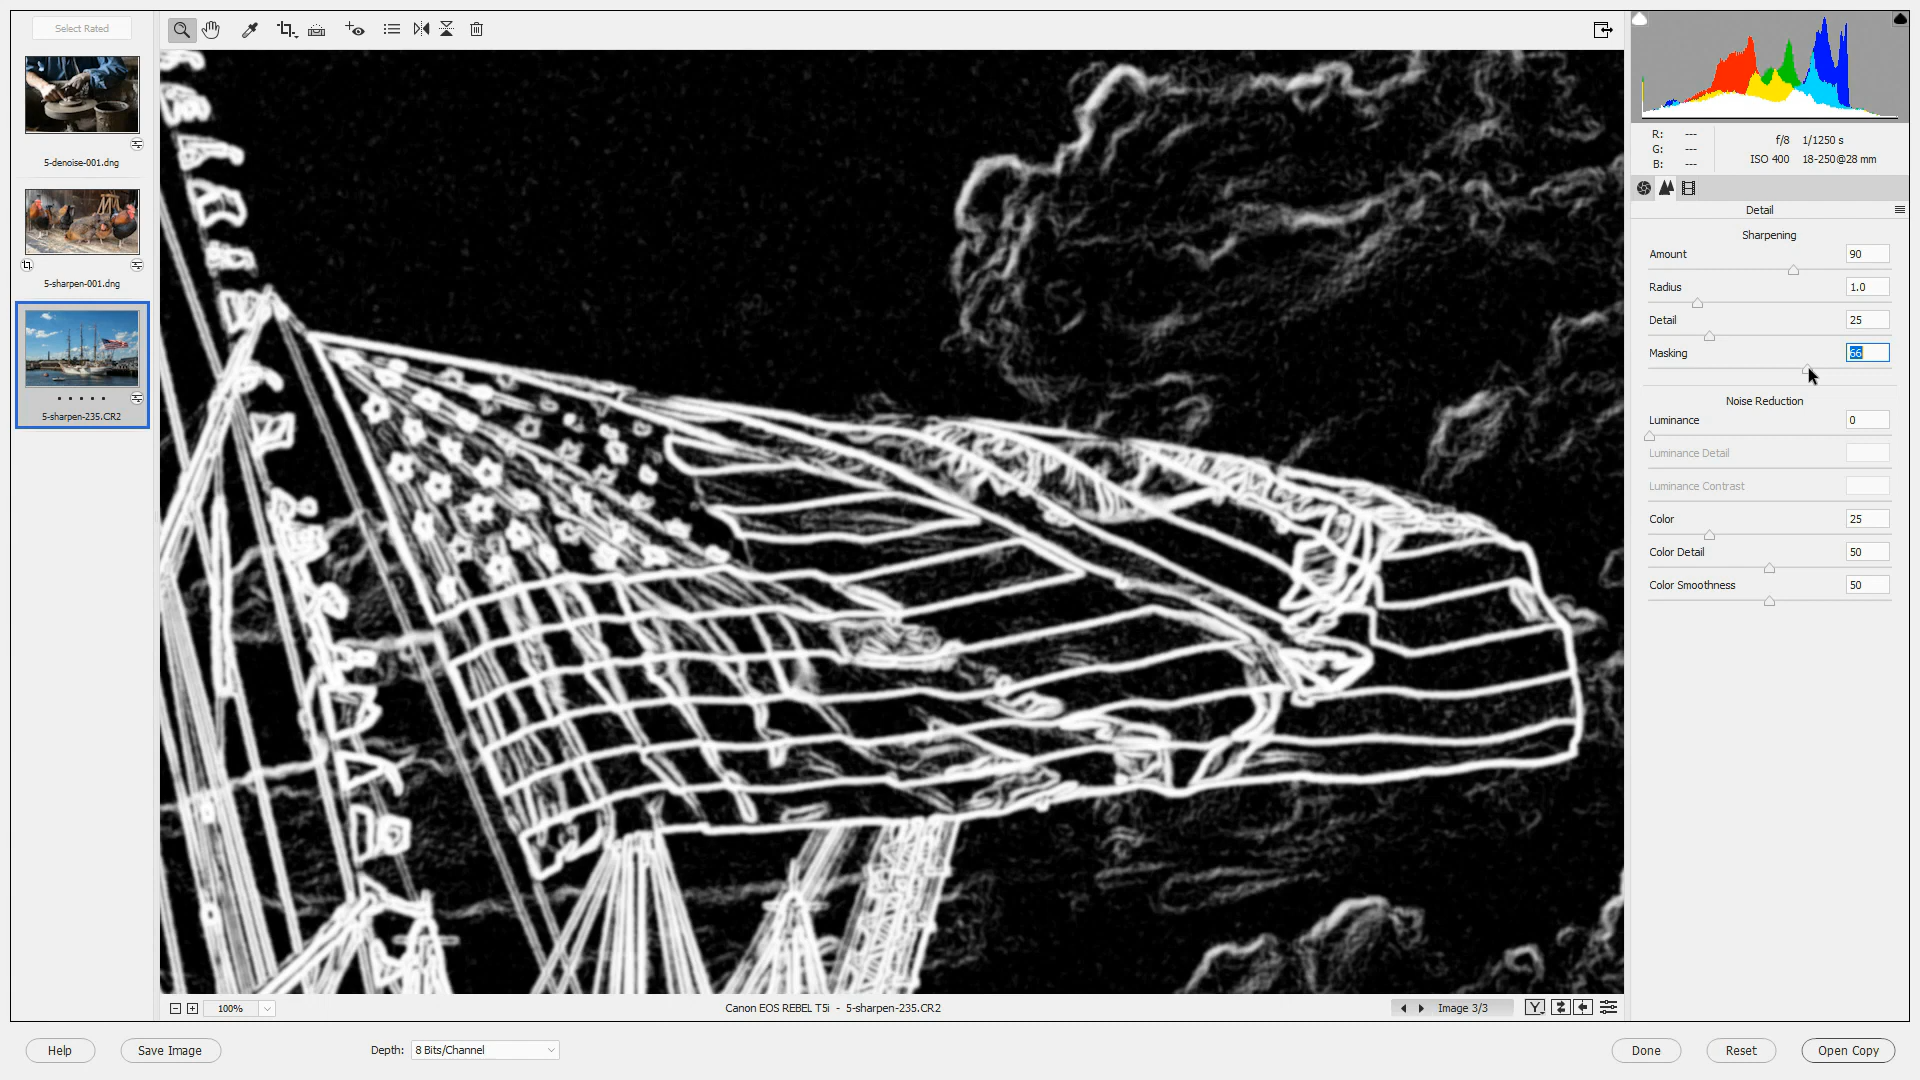 Select Rated
5-denoise-001.dng
5-sharpen-001.dng
5-sharpen-235.CR2
R: ---
G: ---
B: ---
f/8 1/1250 s
ISO 400 18-250@28 mm
Detail
Sharpening
Amount 90
Radius 1.0
Detail 25
Masking 66
Noise Reduction
Luminance 0
Luminance Detail
Luminance Contrast
Color 25
Color Detail 50
Color Smoothness 50
100%
Canon EOS REBEL T5i - 5-sharpen-235.CR2
Image 3/3
Y
Help
Save Image
Depth: 8 Bits/Channel
Done
Reset
Open Copy